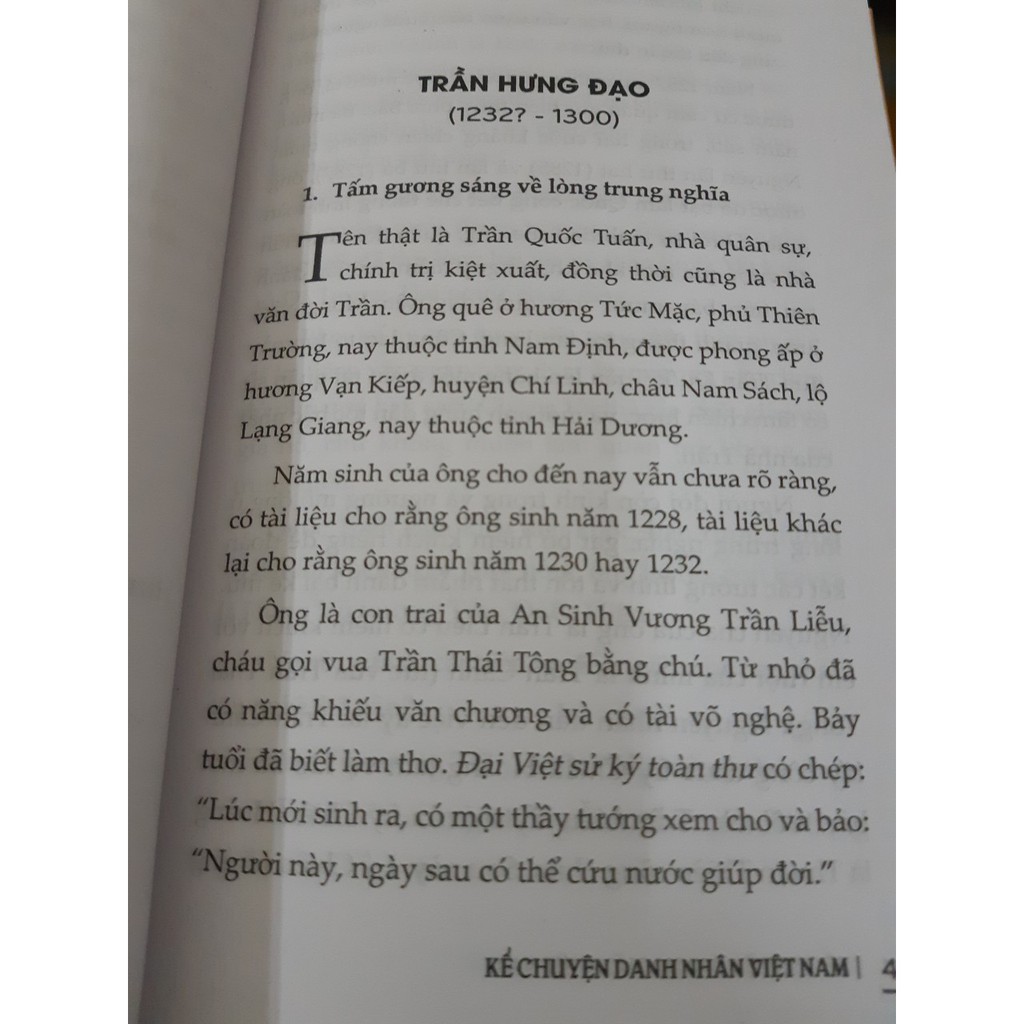 TRẦN HƯNG ĐẠO
(1232? - 1300)
1. Tấm gương sáng về lòng trung nghĩa
Tên thật là Trần Quốc Tuấn, nhà quân sự,
chính trị kiệt xuất, đồng thời cũng là nhà
văn đời Trần. Ông quê ở hương Tức Mặc, phủ Thiên
Trường, nay thuộc tỉnh Nam Định, được phong ấp ở
hương Vạn Kiếp, huyện Chí Linh, châu Nam Sách, lộ
Lạng Giang, nay thuộc tỉnh Hải Dương.
Năm sinh của ông cho đến nay vẫn chưa rõ ràng,
có tài liệu cho rằng ông sinh năm 1228, tài liệu khác
lại cho rằng ông sinh năm 1230 hay 1232.
Ông là con trai của An Sinh Vương Trần Liễu,
cháu gọi vua Trần Thái Tông bằng chú. Từ nhỏ đã
có năng khiếu văn chương và có tài võ nghệ. Bảy
tuổi đã biết làm thơ. Đại Việt sử ký toàn thư có chép:
“Lúc mới sinh ra, có một thầy tướng xem cho và bảo:
“Người này, ngày sau có thể cứu nước giúp đời.”
KỂ CHUYỆN DANH NHÂN VIỆT NAM | 4